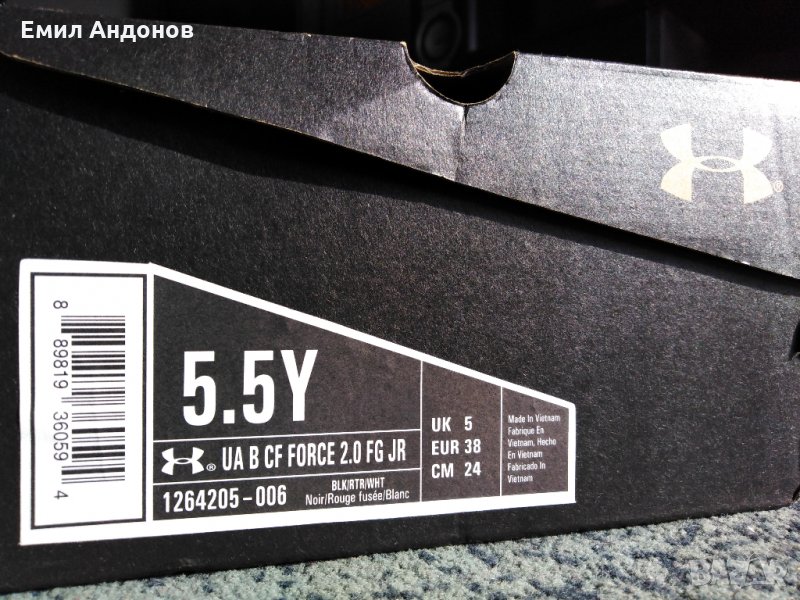 Емил Андонов
8 89819 36059 4
5.5Y
® UA B CF FORCE 2.0 FG JR
1264205-006
BLK/RTR/WHT
Noir/Rouge fusée/Blanc
UK 5
EUR 38
CM 24
Made In Vietnam
Fabrique En
Vietnam, Hecho
En Vietnam
Fabricado In
Vietnam
®
BAZAR